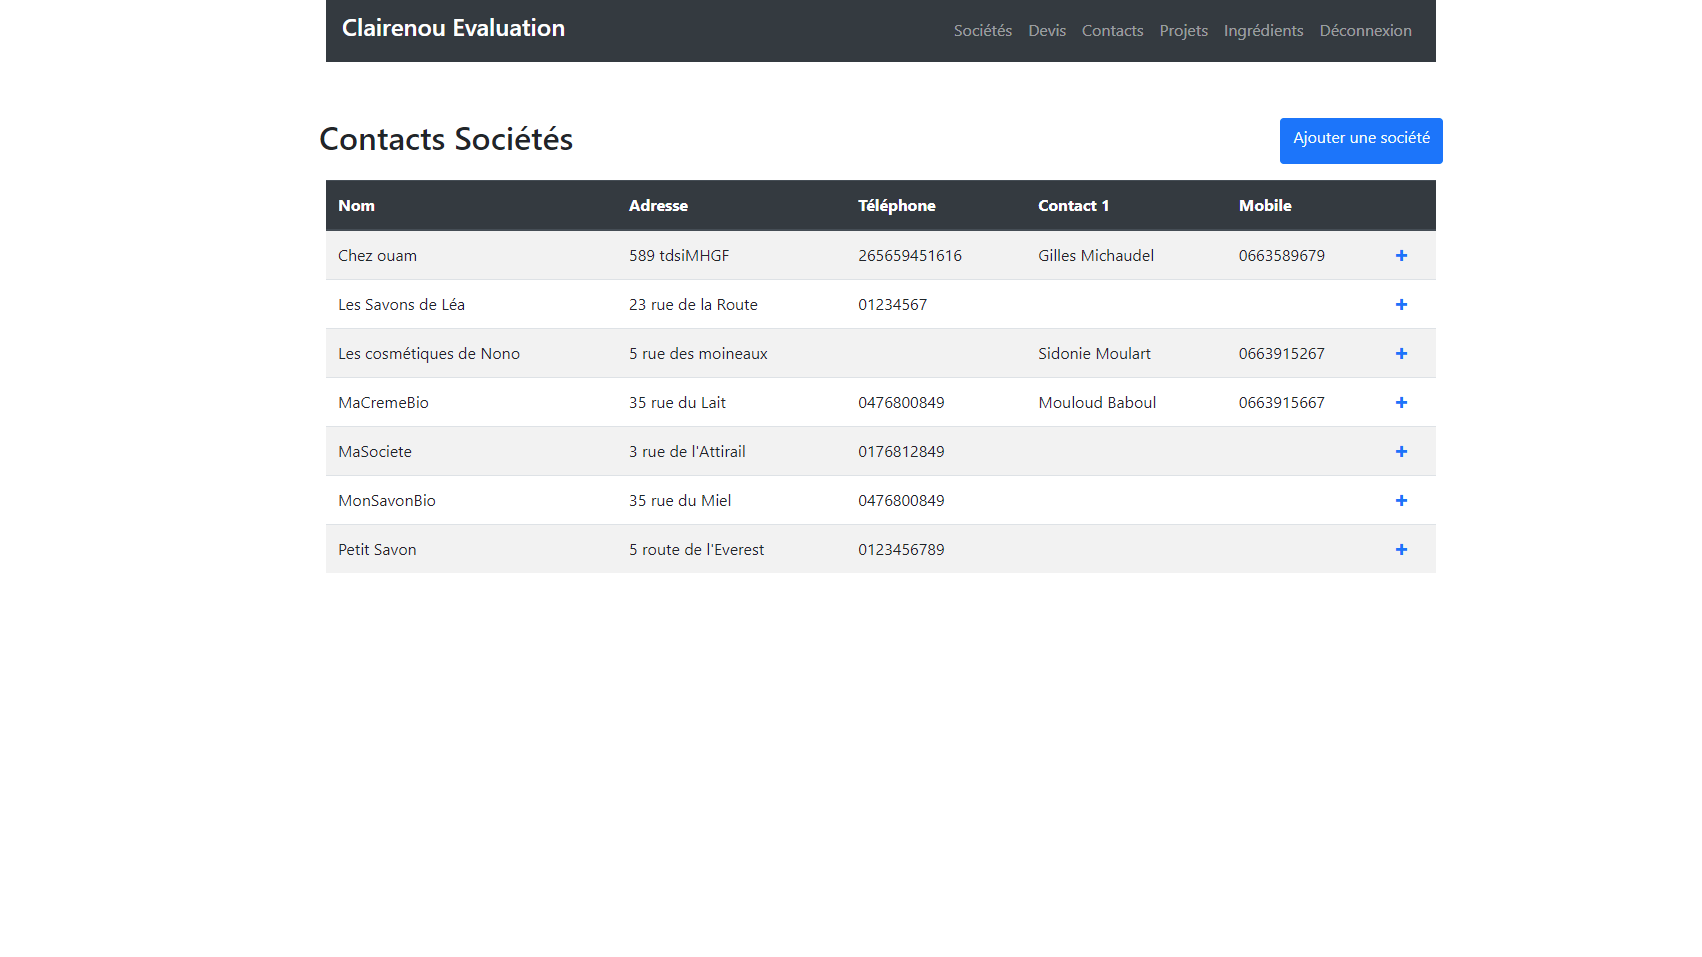 Clairenou Evaluation Sociétés Devis Contacts Projets Ingrédients Déconnexion
Contacts Sociétés Ajouter une société
Nom Adresse Téléphone Contact 1 Mobile
Chez ouam 589 tdsiMHGF 265659451616 Gilles Michaudel 0663589679 +
Les Savons de Léa 23 rue de la Route 01234567 +
Les cosmétiques de Nono 5 rue des moineaux Sidonie Moulart 0663915267 +
MaCremeBio 35 rue du Lait 0476800849 Mouloud Baboul 0663915667 +
MaSociete 3 rue de l'Attirail 0176812849 +
MonSavonBio 35 rue du Miel 0476800849 +
Petit Savon 5 route de l'Everest 0123456789 +